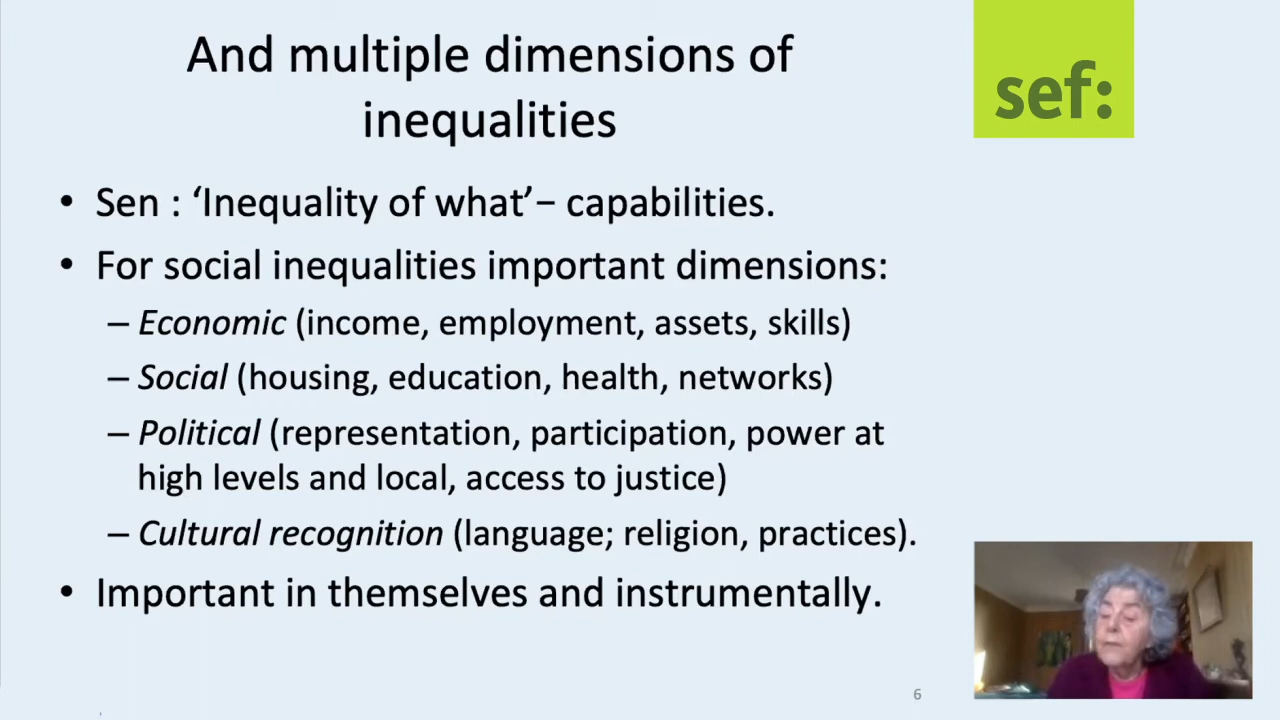 And multiple dimensions of
inequalities
sef:
• Sen : ‘Inequality of what’– capabilities.
• For social inequalities important dimensions:
– Economic (income, employment, assets, skills)
– Social (housing, education, health, networks)
– Political (representation, participation, power at
high levels and local, access to justice)
– Cultural recognition (language; religion, practices).
• Important in themselves and instrumentally.
6